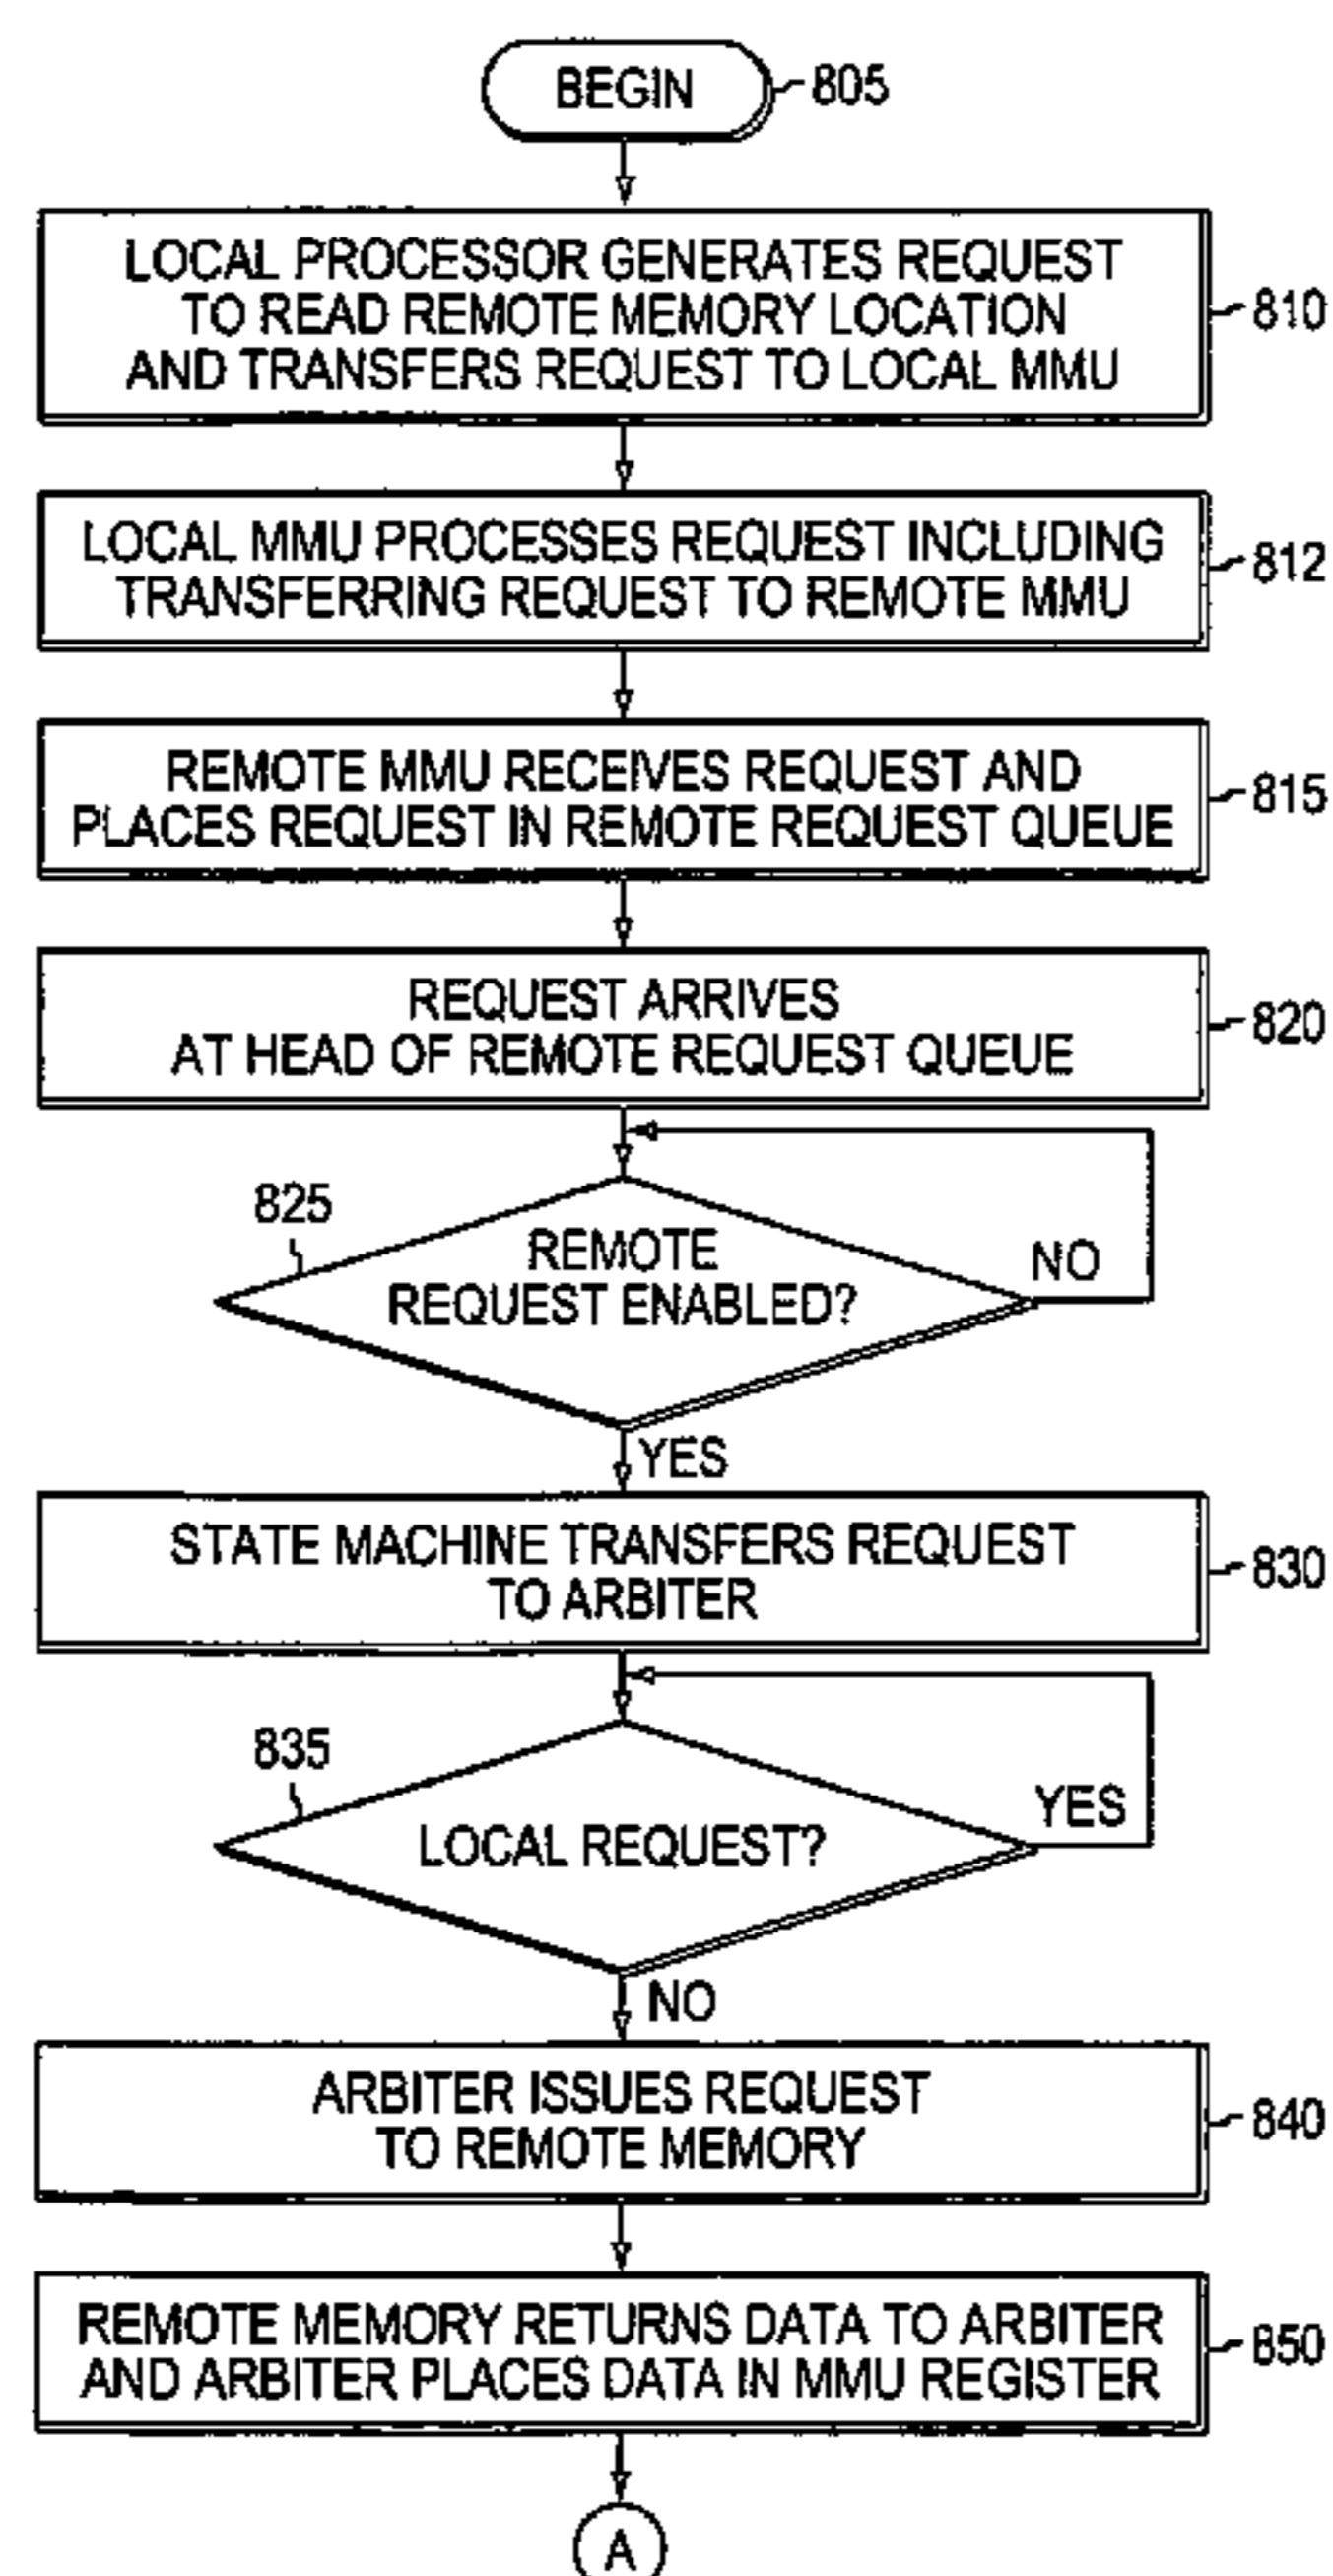 BEGIN
805
LOCAL PROCESSOR GENERATES REQUEST
TO READ REMOTE MEMORY LOCATION
AND TRANSFERS REQUEST TO LOCAL MMU
810
LOCAL MMU PROCESSES REQUEST INCLUDING
TRANSFERRING REQUEST TO REMOTE MMU
812
REMOTE MMU RECEIVES REQUEST AND
PLACES REQUEST IN REMOTE REQUEST QUEUE
815
REQUEST ARRIVES
AT HEAD OF REMOTE REQUEST QUEUE
820
825
REMOTE
REQUEST ENABLED?
NO
YES
STATE MACHINE TRANSFERS REQUEST
TO ARBITER
830
835
LOCAL REQUEST?
YES
NO
ARBITER ISSUES REQUEST
TO REMOTE MEMORY
840
REMOTE MEMORY RETURNS DATA TO ARBITER
AND ARBITER PLACES DATA IN MMU REGISTER
850
A